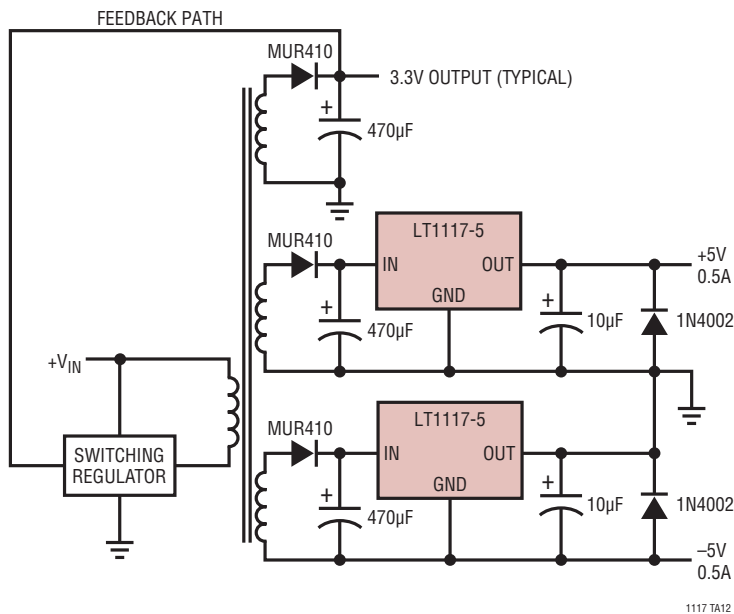 FEEDBACK PATH
MUR410
3.3V OUTPUT (TYPICAL)
+
470µF
MUR410
LT1117-5
IN
OUT
GND
+5V
0.5A
+
470µF
+
10µF
1N4002
+VIN
SWITCHING
REGULATOR
MUR410
LT1117-5
IN
OUT
GND
+
470µF
+
10µF
1N4002
–5V
0.5A
1117 TA12